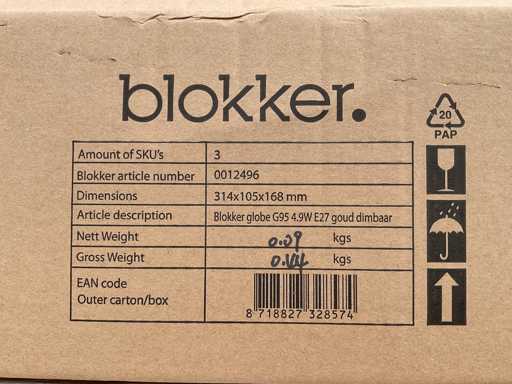 blokker.
20
PAP
Amount of SKU's 3
Blokker article number 0012496
Dimensions 314x105x168 mm
Article description Blokker globe G95 4.9W E27 goud dimbaar
Nett Weight 0.09 kgs
Gross Weight kgs
EAN code
Outer carton/box
8 718827 328574